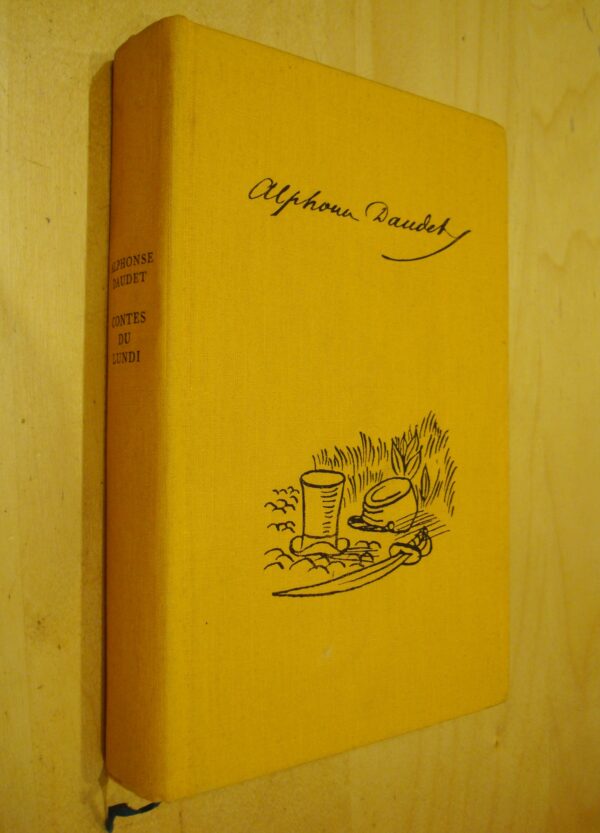 Alphonse Daudet
ALPHONSE
DAUDET
CONTES
DU
LUNDI